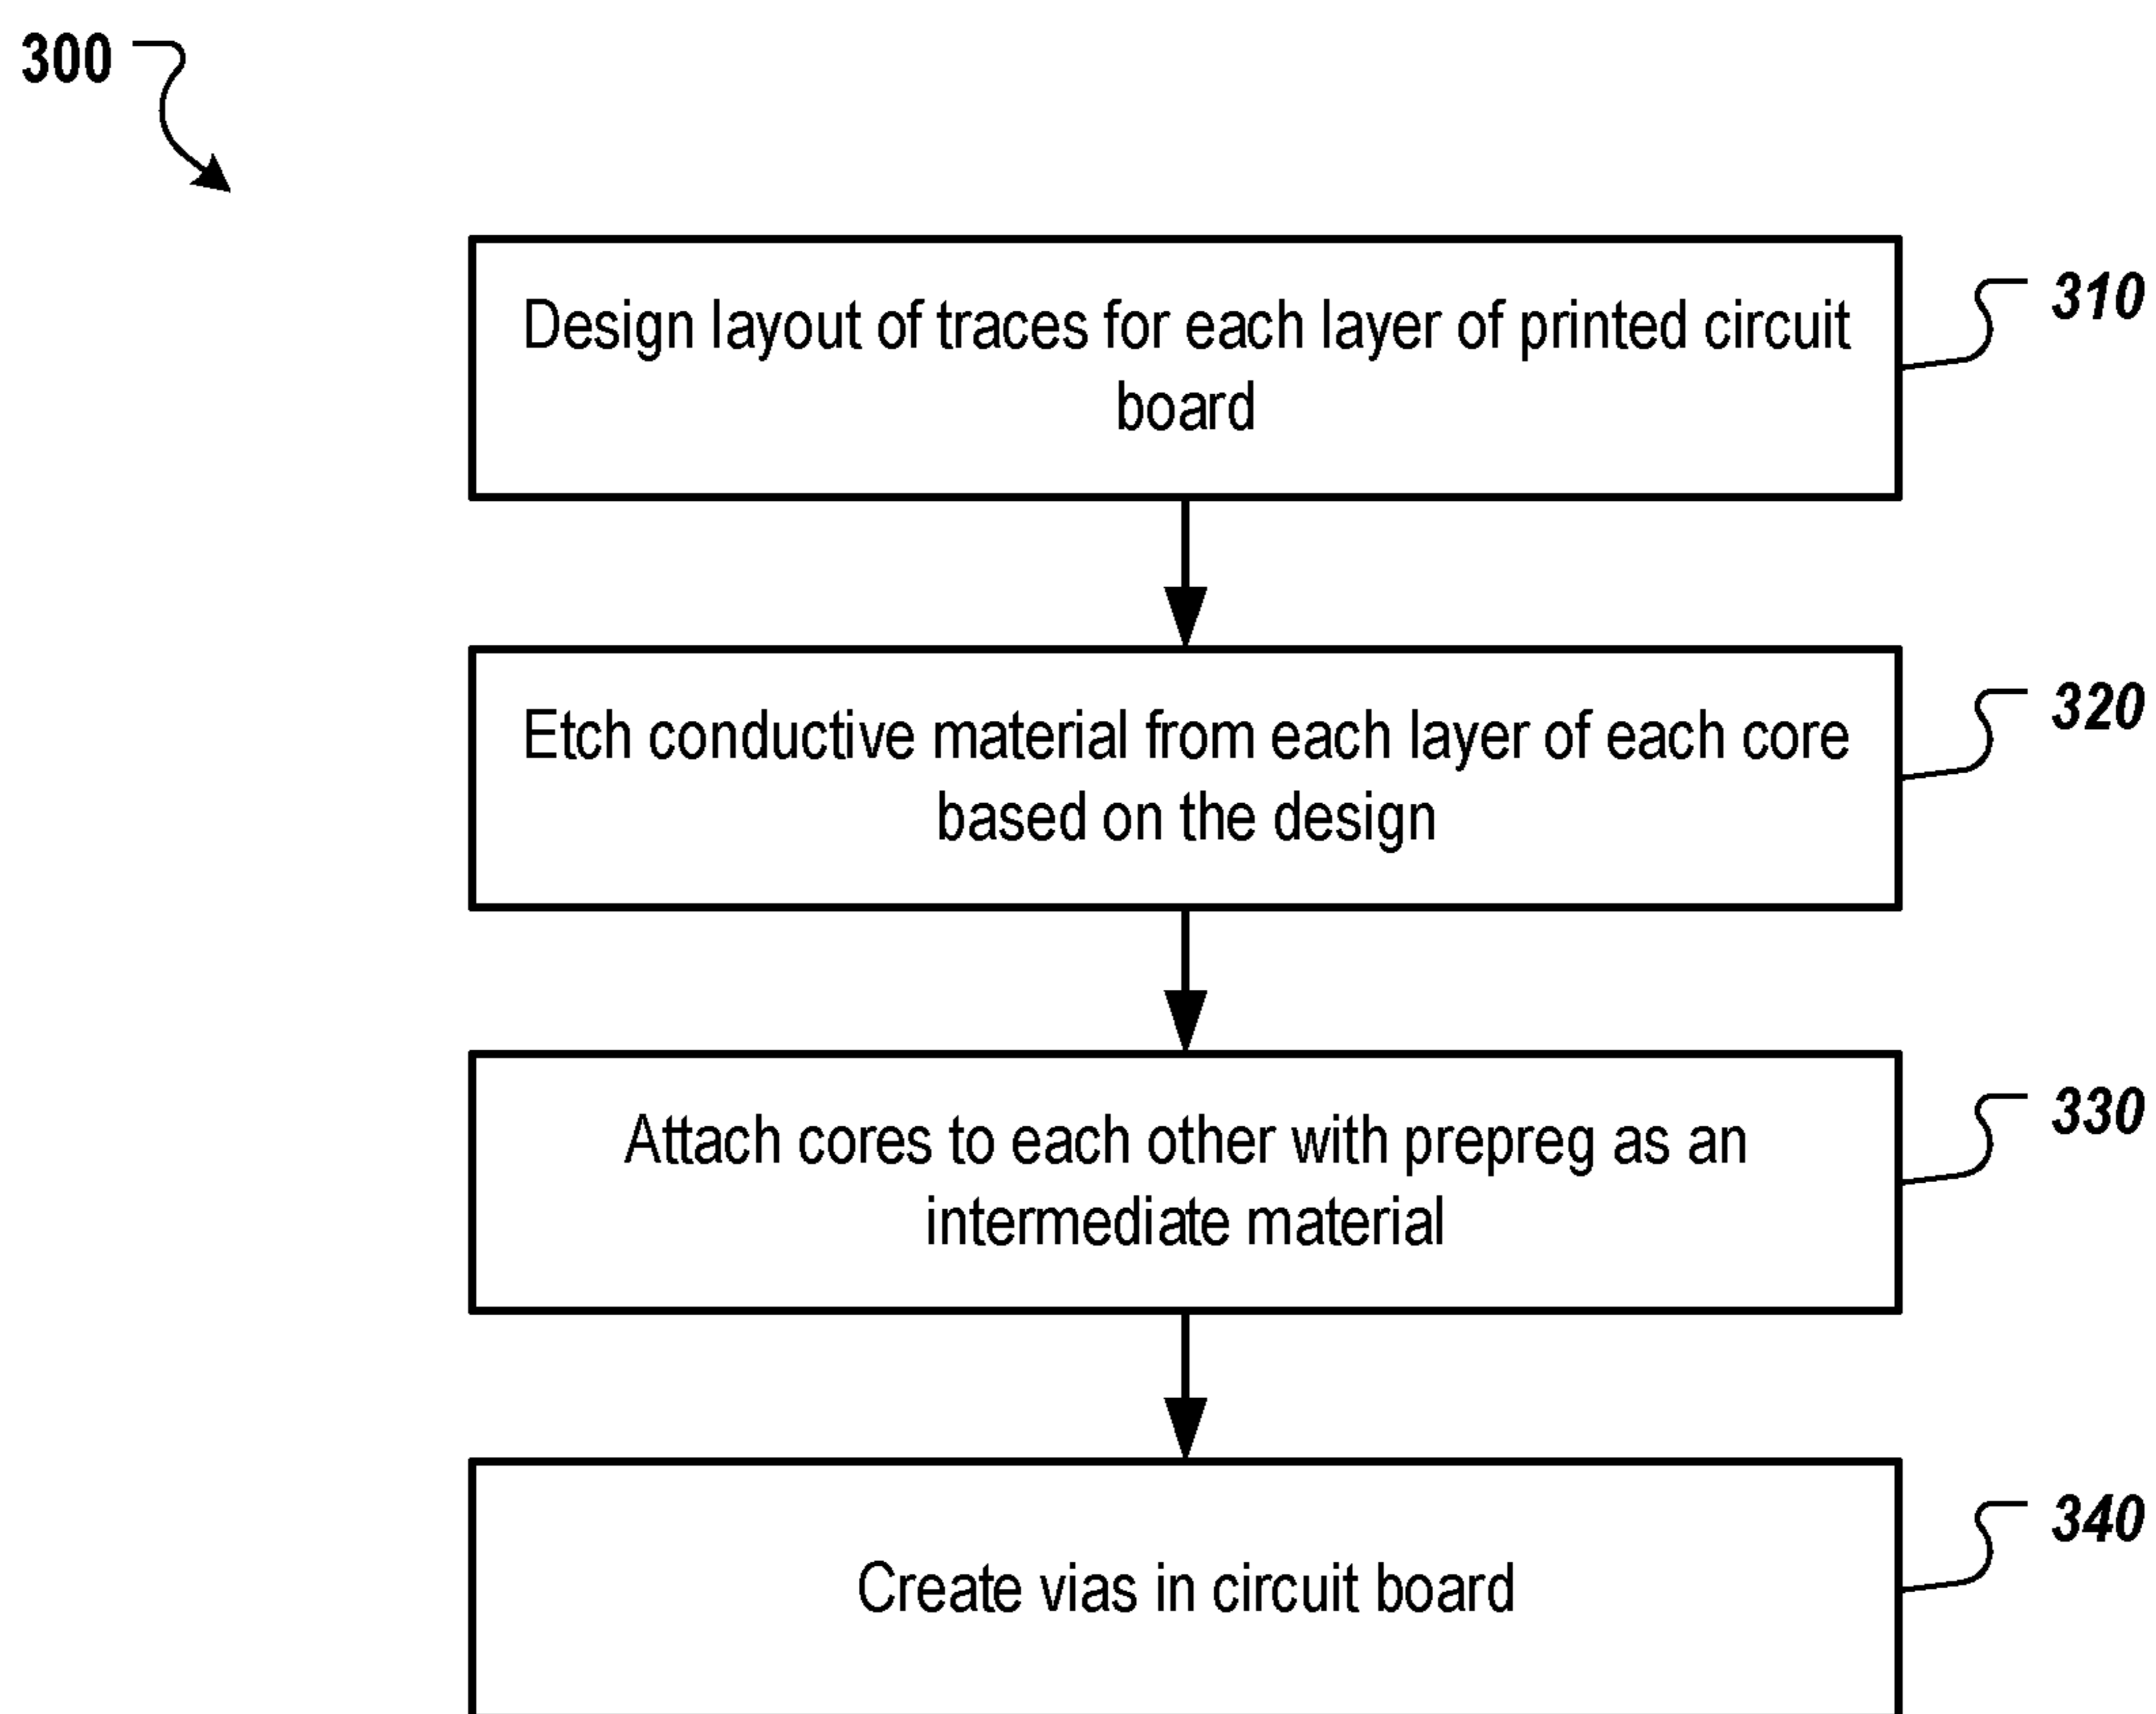 300
Design layout of traces for each layer of printed circuit
board
310
Etch conductive material from each layer of each core
based on the design
320
Attach cores to each other with prepreg as an
intermediate material
330
Create vias in circuit board
340